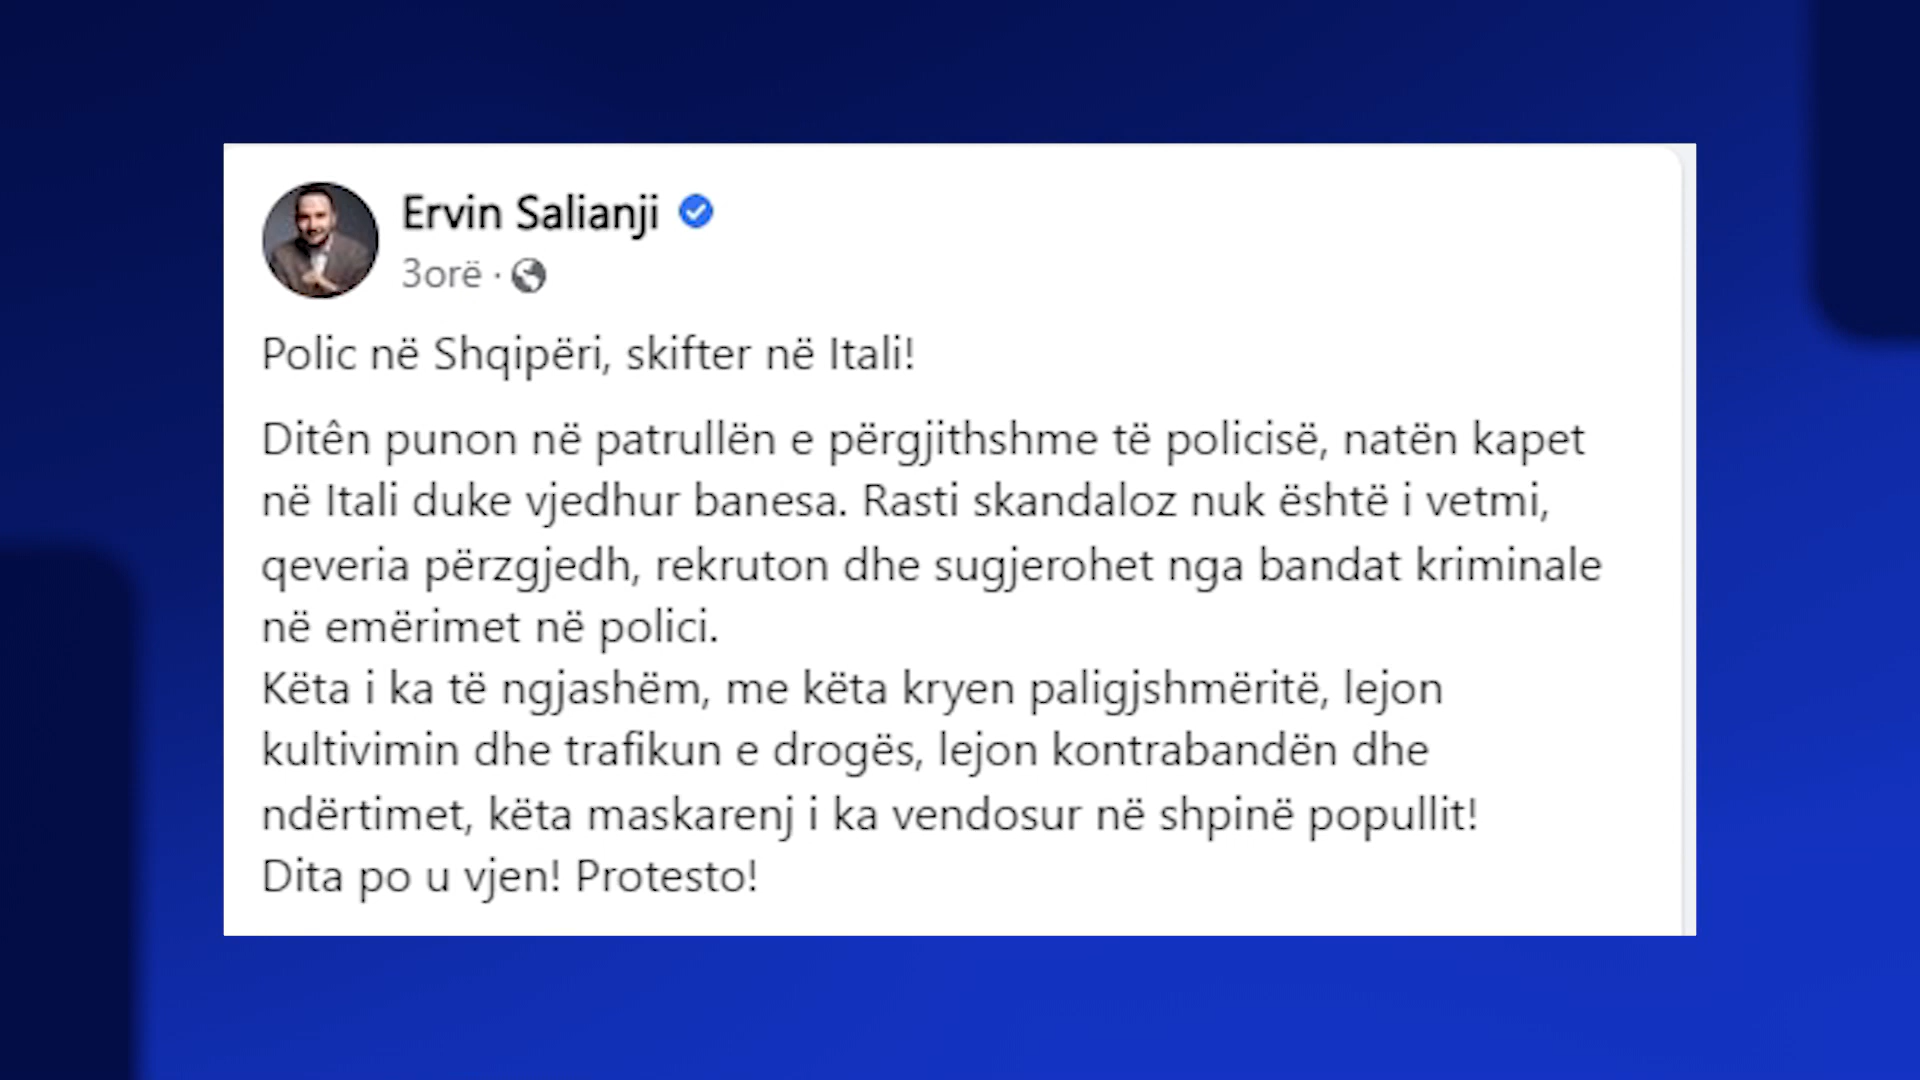 Ervin Salianji
3orë ·
Polic në Shqipëri, skifter në Itali!
Ditên punon në patrullën e përgjithshme të policisë, natën kapet
në Itali duke vjedhur banesa. Rasti skandaloz nuk është i vetmi,
qeveria përzgjedh, rekruton dhe sugjerohet nga bandat kriminale
në emërimet në polici.
Këta i ka të ngjashëm, me këta kryen paligjshmëritë, lejon
kultivimin dhe trafikun e drogës, lejon kontrabandën dhe
ndërtimet, këta maskarenj i ka vendosur në shpinë popullit!
Dita po u vjen! Protesto!